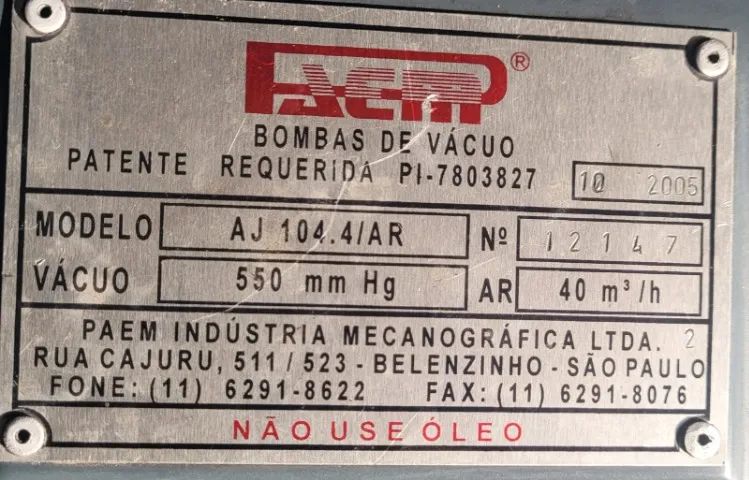 PAEM®
BOMBAS DE VÁCUO
PATENTE REQUERIDA PI-7803827 10 2005
MODELO AJ 104.4/AR Nº 12147
VÁCUO 550 mm Hg AR 40 m³/h
PAEM INDÚSTRIA MECANOGRÁFICA LTDA. 2
RUA CAJURU, 511 / 523 - BELENZINHO - SÃO PAULO
FONE: (11) 6291-8622 FAX: (11) 6291-8076
NÃO USE ÓLEO